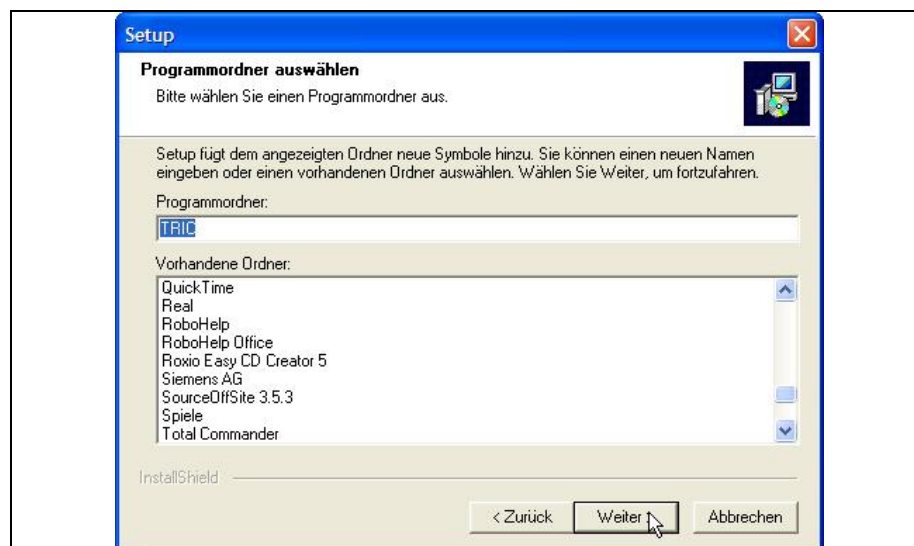 Setup
Programmordner auswählen
Bitte wählen Sie einen Programmordner aus.
Setup fügt dem angezeigten Ordner neue Symbole hinzu. Sie können einen neuen Namen
eingeben oder einen vorhandenen Ordner auswählen. Wählen Sie Weiter, um fortzufahren.
Programmordner:
TRIC
Vorhandene Ordner:
QuickTime
Real
RoboHelp
RoboHelp Office
Roxio Easy CD Creator 5
Siemens AG
SourceOffSite 3.5.3
Spiele
Total Commander
InstallShield
< Zurück
Weiter
Abbrechen